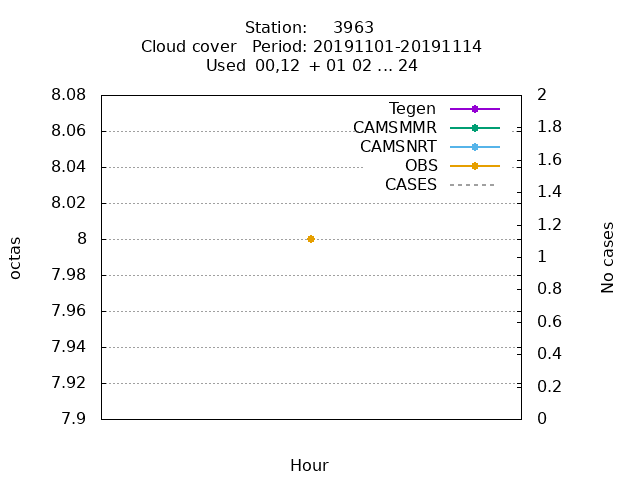 Station: 3963
Cloud cover Period: 20191101-20191114
Used 00,12 + 01 02 ... 24
8.08
8.06
8.04
8.02
8
7.98
7.96
7.94
7.92
7.9
octas
Tegen
CAMSMMR
CAMSNRT
OBS
CASES
2
1.8
1.6
1.4
1.2
1
0.8
0.6
0.4
0.2
0
No cases
Hour